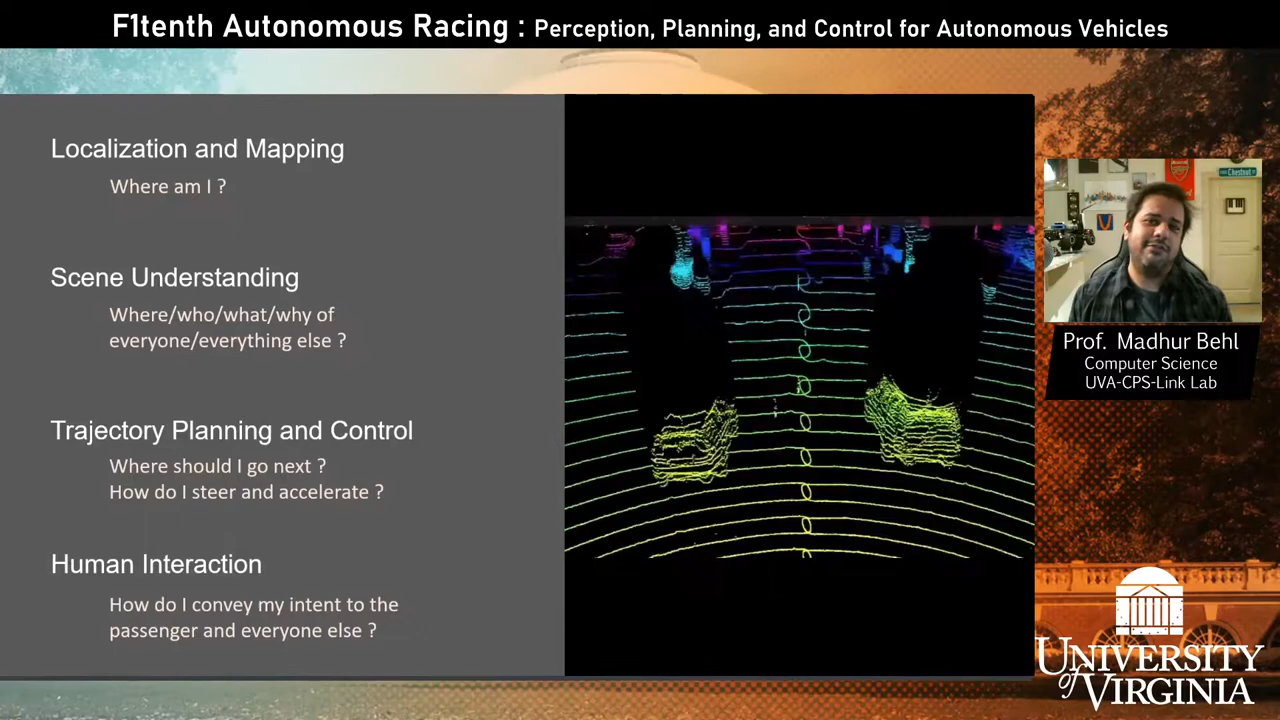 F1tenth Autonomous Racing : Perception, Planning, and Control for Autonomous Vehicles
Localization and Mapping
Where am I ?
Scene Understanding
Where/who/what/why of
everyone/everything else ?
Trajectory Planning and Control
Where should I go next ?
How do I steer and accelerate ?
Human Interaction
How do I convey my intent to the
passenger and everyone else ?
Prof. Madhur Behl
Computer Science
UVA-CPS-Link Lab
UNIVERSITY
of VIRGINIA